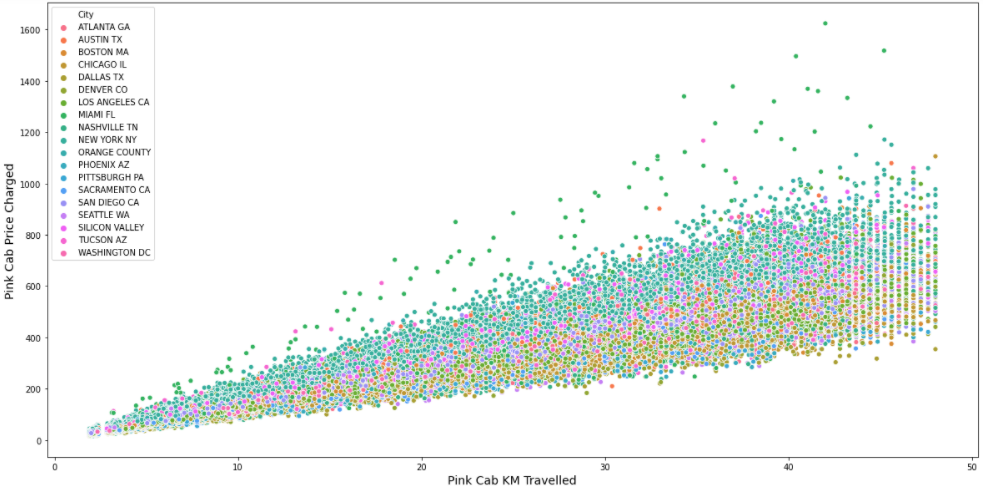 City
ATLANTA GA
AUSTIN TX
BOSTON MA
CHICAGO IL
DALLAS TX
DENVER CO
LOS ANGELES CA
MIAMI FL
NASHVILLE TN
NEW YORK NY
ORANGE COUNTY
PHOENIX AZ
PITTSBURGH PA
SACRAMENTO CA
SAN DIEGO CA
SEATTLE WA
SILICON VALLEY
TUCSON AZ
WASHINGTON DC
Pink Cab Price Charged
1600
1400
1200
1000
800
600
400
200
0
0 10 20 30 40 50
Pink Cab KM Travelled